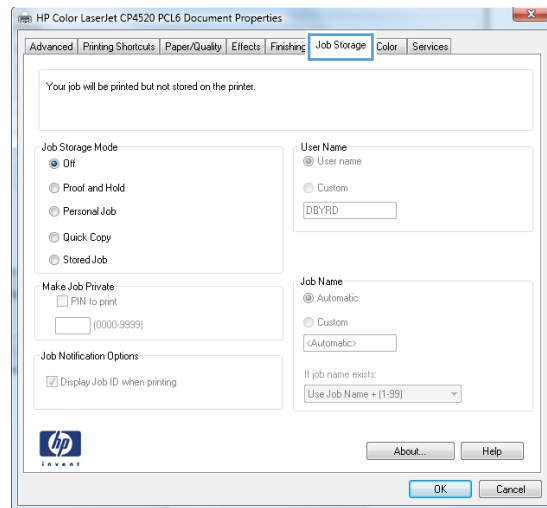 HP Color LaserJet CP4520 PCL6 Document Properties
Advanced Printing Shortcuts Paper/Quality Effects Finishing Job Storage Color Services
Your job will be printed but not stored on the printer.
Job Storage Mode
Off
Proof and Hold
Personal Job
Quick Copy
Stored Job
User Name
User name
Custom
DBYRD
Make Job Private
PIN to print
(0000-9999)
Job Name
Automatic
Custom
<Automatic>
If job name exists:
Use Job Name + (1-99)
Job Notification Options
Display Job ID when printing
hp
invent
About... Help
OK Cancel